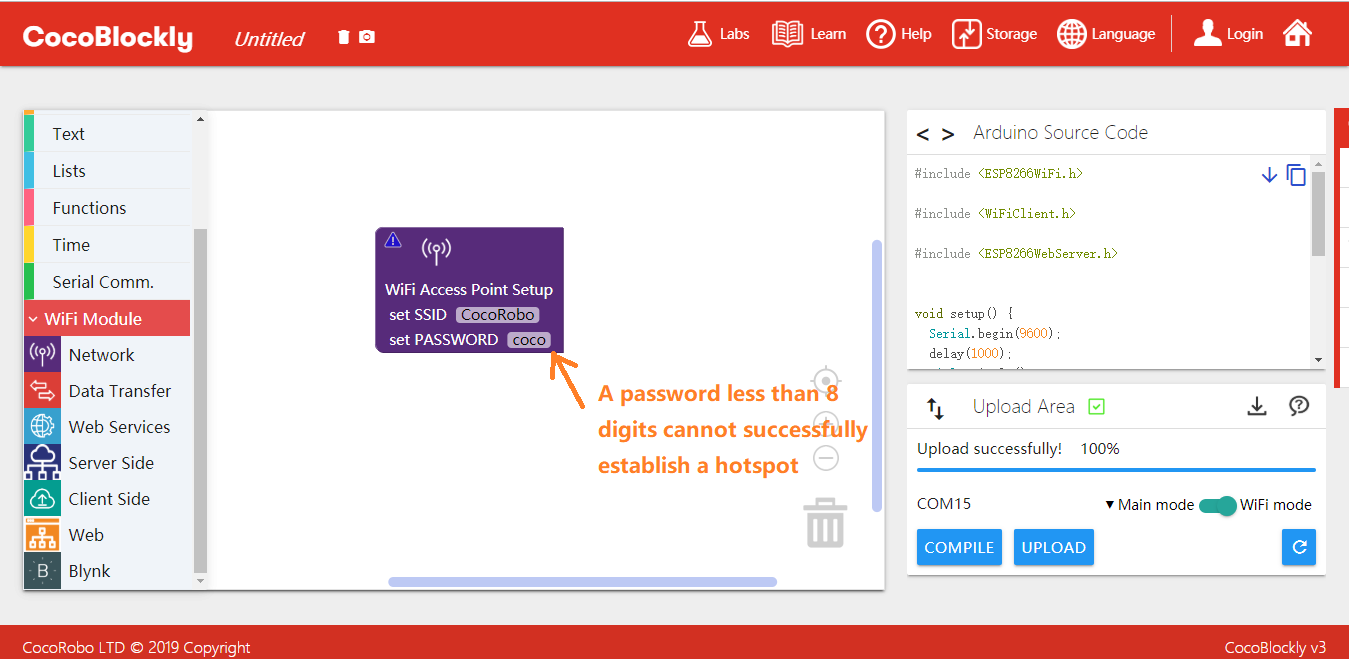 CocoBlockly
Untitled
Labs
Learn
Help
Storage
Language
Login
Text
Lists
Functions
Time
Serial Comm.
WiFi Module
Network
Data Transfer
Web Services
Server Side
Client Side
Web
B Blynk
WiFi Access Point Setup
set SSID CocoRobo
set PASSWORD coco
A password less than 8
digits cannot successfully
establish a hotspot
< > Arduino Source Code
#include <ESP8266WiFi.h>
#include <WiFiClient.h>
#include <ESP8266WebServer.h>
void setup() {
Serial.begin(9600);
delay(1000);
Upload Area
Upload successfully! 100%
COM15
Main mode WiFi mode
COMPILE UPLOAD
CocoRobo LTD © 2019 Copyright
CocoBlockly v3